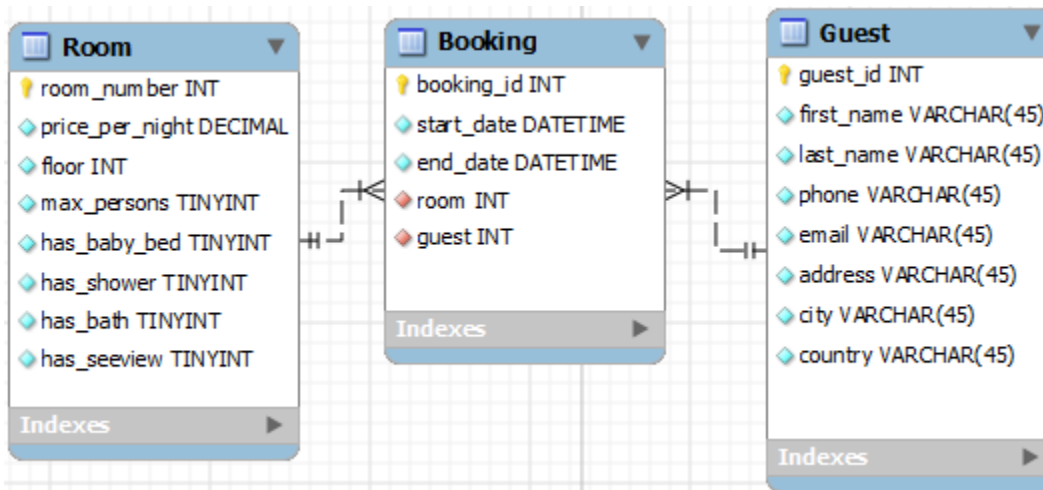 Room
room_number INT
price_per_night DECIMAL
floor INT
max_persons TINYINT
has_baby_bed TINYINT
has_shower TINYINT
has_bath TINYINT
has_seeview TINYINT
Indexes
Booking
booking_id INT
start_date DATETIME
end_date DATETIME
room INT
guest INT
Indexes
Guest
guest_id INT
first_name VARCHAR(45)
last_name VARCHAR(45)
phone VARCHAR(45)
email VARCHAR(45)
address VARCHAR(45)
city VARCHAR(45)
country VARCHAR(45)
Indexes